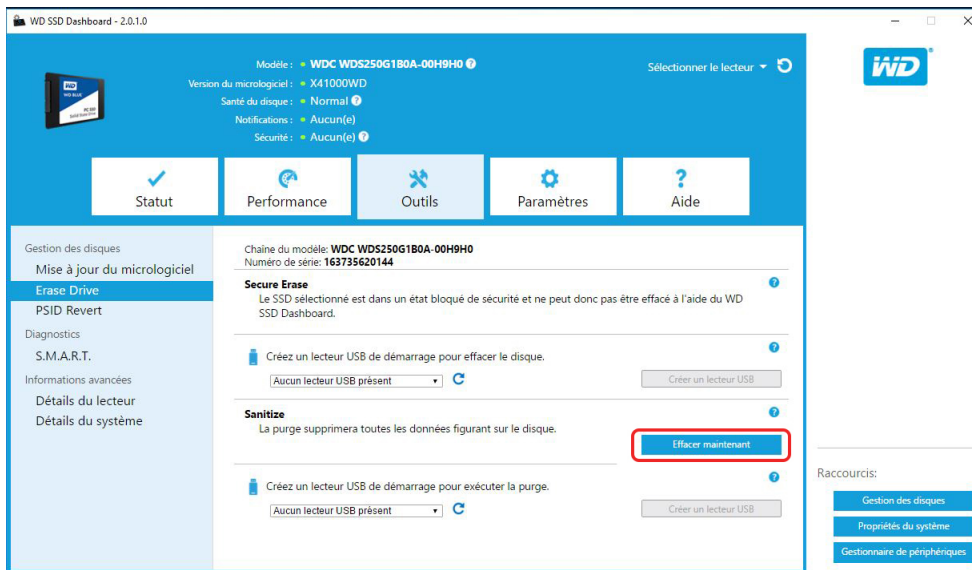 WD SSD Dashboard - 2.0.1.0
Modèle : WDC WDS250G1B0A-00H9H0 ?
Sélectionner le lecteur
WD
Version du micrologiciel : X41000WD
Santé du disque : Normal ?
Notifications : Aucun(e)
Sécurité : Aucun(e) ?
WD
WD BLUE
Statut
Performance
Outils
Paramètres
? Aide
Gestion des disques
Mise à jour du micrologiciel
Erase Drive
PSID Revert
Diagnostics
S.M.A.R.T.
Informations avancées
Détails du lecteur
Détails du système
Chaîne du modèle: WDC WDS250G1B0A-00H9H0
Numéro de série: 163735620144
Secure Erase ?
Le SSD sélectionné est dans un état bloqué de sécurité et ne peut donc pas être effacé à l'aide du WD
SSD Dashboard.
?
Créez un lecteur USB de démarrage pour effacer le disque.
Aucun lecteur USB présent
Créer un lecteur USB
Sanitize ?
La purge supprimera toutes les données figurant sur le disque.
Effacer maintenant
?
Créez un lecteur USB de démarrage pour exécuter la purge.
Aucun lecteur USB présent
Créer un lecteur USB
Raccourcis:
Gestion des disques
Propriétés du système
Gestionnaire de périphériques